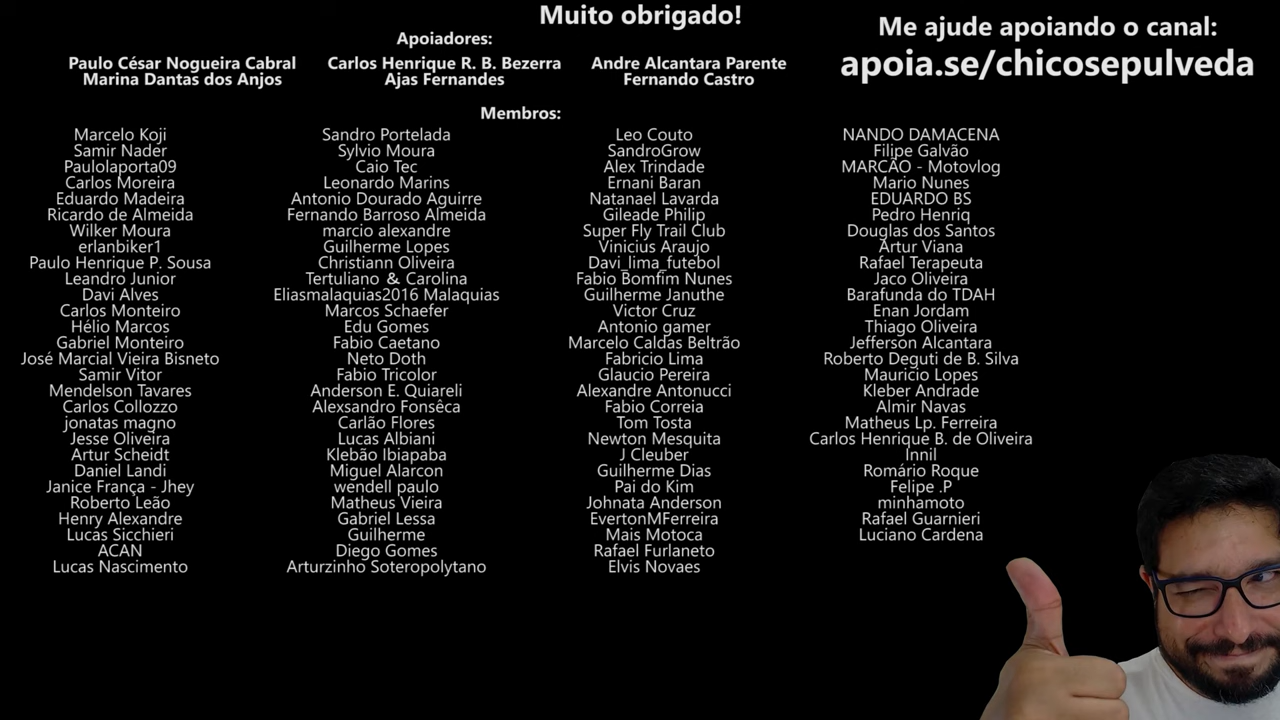 Muito obrigado!
Apoiadores:
Paulo César Nogueira Cabral
Marina Dantas dos Anjos
Carlos Henrique R. B. Bezerra
Ajas Fernandes
Andre Alcantara Parente
Fernando Castro
Me ajude apoiando o canal:
apoia.se/chicosepulveda
Membros:
Marcelo Koji
Samir Nader
Paulolaporta09
Carlos Moreira
Eduardo Madeira
Ricardo de Almeida
Wilker Moura
erlanbiker1
Paulo Henrique P. Sousa
Leandro Junior
Davi Alves
Carlos Monteiro
Hélio Marcos
Gabriel Monteiro
José Marcial Vieira Bisneto
Samir Vitor
Mendelson Tavares
Carlos Collozzo
jonatas magno
Jesse Oliveira
Artur Scheidt
Daniel Landi
Janice França - Jhey
Roberto Leão
Henry Alexandre
Lucas Sicchieri
ACAN
Lucas Nascimento
Sandro Portelada
Sylvio Moura
Caio Tec
Leonardo Marins
Antonio Dourado Aguirre
Fernando Barroso Almeida
marcio alexandre
Guilherme Lopes
Christiann Oliveira
Tertuliano & Carolina
Eliasmalaquias2016 Malaquias
Marcos Schaefer
Edu Gomes
Fabio Caetano
Neto Doth
Fabio Tricolor
Anderson E. Quiareli
Alexsandro Fonsêca
Carlão Flores
Lucas Albiani
Klebão Ibiapaba
Miguel Alarcon
wendell paulo
Matheus Vieira
Gabriel Lessa
Guilherme
Diego Gomes
Arturzinho Soteropolytano
Leo Couto
SandroGrow
Alex Trindade
Ernani Baran
Natanael Lavarda
Gileade Philip
Super Fly Trail Club
Vinicius Araujo
Davi_lima_futebol
Fabio Bomfim Nunes
Guilherme Januthe
Victor Cruz
Antonio gamer
Marcelo Caldas Beltrão
Fabricio Lima
Glaucio Pereira
Alexandre Antonucci
Fabio Correia
Tom Tosta
Newton Mesquita
J Cleuber
Guilherme Dias
Pai do Kim
Johnata Anderson
EvertonMFerreira
Mais Motoca
Rafael Furlaneto
Elvis Novaes
NANDO DAMACENA
Filipe Galvão
MARCÃO - Motovlog
Mario Nunes
EDUARDO BS
Pedro Henriq
Douglas dos Santos
Artur Viana
Rafael Terapeuta
Jaco Oliveira
Barafunda do TDAH
Enan Jordam
Thiago Oliveira
Jefferson Alcantara
Roberto Deguti de B. Silva
Mauricio Lopes
Kleber Andrade
Almir Navas
Matheus Lp. Ferreira
Carlos Henrique B. de Oliveira
Innil
Romário Roque
Felipe .P
minhamoto
Rafael Guarnieri
Luciano Cardena